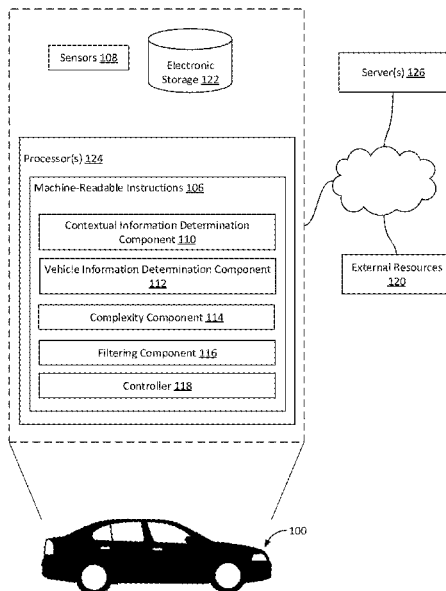 Sensors 108
Electronic
Storage 122
Server(s) 126
Processor(s) 124
Machine-Readable Instructions 106
Contextual Information Determination
Component 110
Vehicle Information Determination Component
112
Complexity Component 114
Filtering Component 116
Controller 118
External Resources
120
100